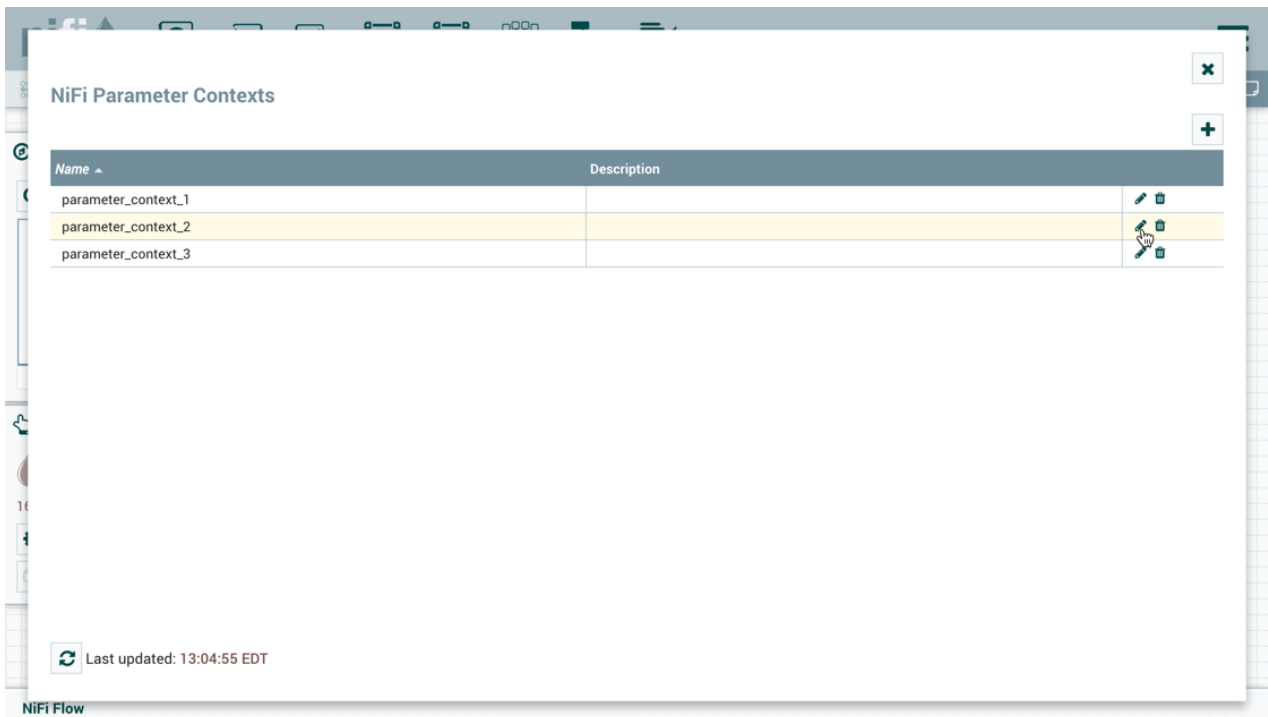 NiFi Parameter Contexts
Name
Description
parameter_context_1
parameter_context_2
parameter_context_3
Last updated: 13:04:55 EDT
NiFi Flow